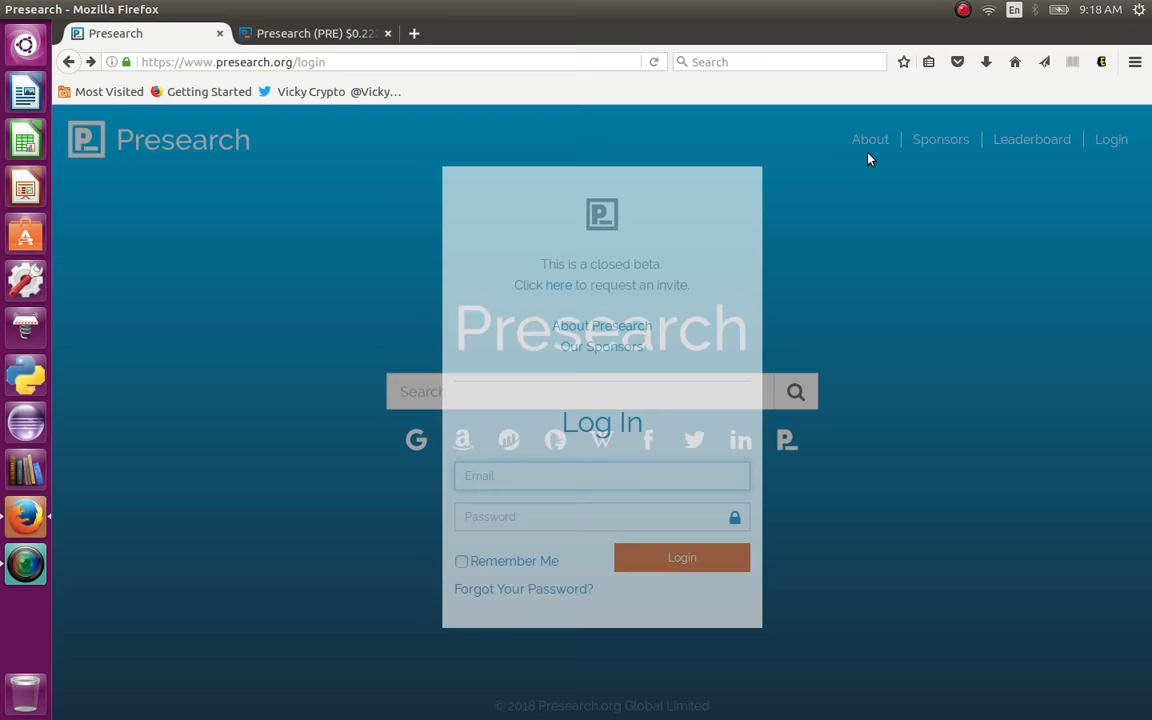 Presearch - Mozilla Firefox
En
9:18 AM
Presearch
Presearch (PRE) $0.222
https://www.presearch.org/login
Search
Most Visited
Getting Started
Vicky Crypto @Vicky...
Presearch
About
Sponsors
Leaderboard
Login
This is a closed beta.
Click here to request an invite.
Presearch
About Presearch
Our Sponsors
Search
Log In
Email
Password
Remember Me
Login
Forgot Your Password?
© 2018 Presearch.org Global Limited